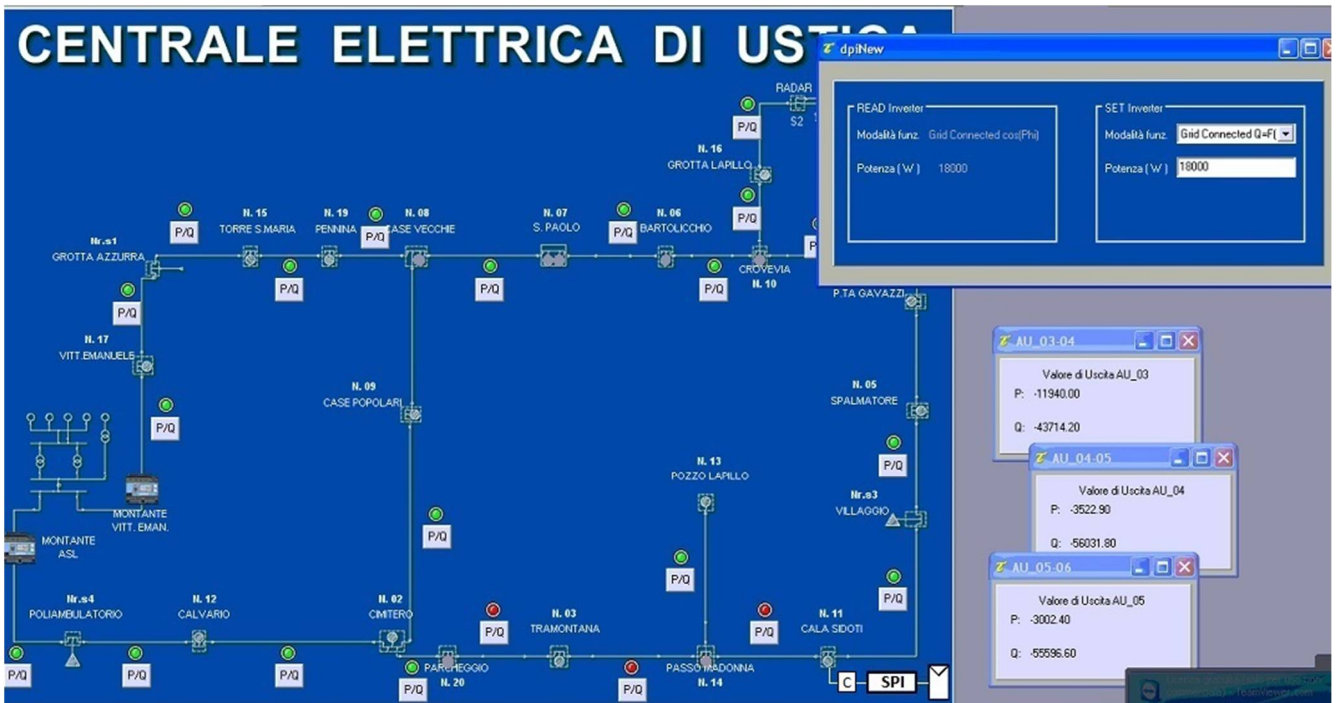 CENTRALE ELETTRICA DI
dpiNew
READ Inverter
Modalità funz. Grid Connected cos(Phi)
Potenza ( W ) 18000
SET Inverter
Modalità funz. Grid Connected Q=F(
Potenza ( W ) 18000
RADAR
S2
P/Q
N. 16
GROTTA LAPILLO
P/Q
P/Q
N. 15
TORRE S.MARIA
N. 19
PENNINA
P/Q
N. 08
CASE VECCHIE
N. 07
S. PAOLO
P/Q
N. 06
BARTOLICCHIO
Nr.s1
GROTTA AZZURRA
P/Q
P/Q
P/Q
CROVEVIA
N. 10
P.TA GAVAZZI
P/Q
N. 17
VITT.EMANUELE
N. 09
CASE POPOLARI
N. 05
SPALMATORE
P/Q
P/Q
N. 13
POZZO LAPILLO
Nr.s3
VILLAGGIO
MONTANTE
VITT. EMAN.
MONTANTE
ASL
P/Q
P/Q
P/Q
Nr.s4
POLIAMBULATORIO
N. 12
CALVARIO
N. 02
CIMITERO
P/Q
N. 03
TRAMONTANA
P/Q
N. 11
CALA SIDOTI
P/Q
P/Q
P/Q
P/Q
PARCHEGGIO
N. 20
P/Q
PASSO MADONNA
N. 14
C
SPI
AU_03-04
Valore di Uscita AU_03
P: -11940.00
Q: -43714.20
AU_04-05
Valore di Uscita AU_04
P: -3522.90
Q: -56031.80
AU_05-06
Valore di Uscita AU_05
P: -3002.40
Q: -55596.60